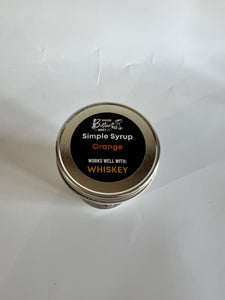 Simple Syrup
Orange
WORKS WELL WITH:
WHISKEY